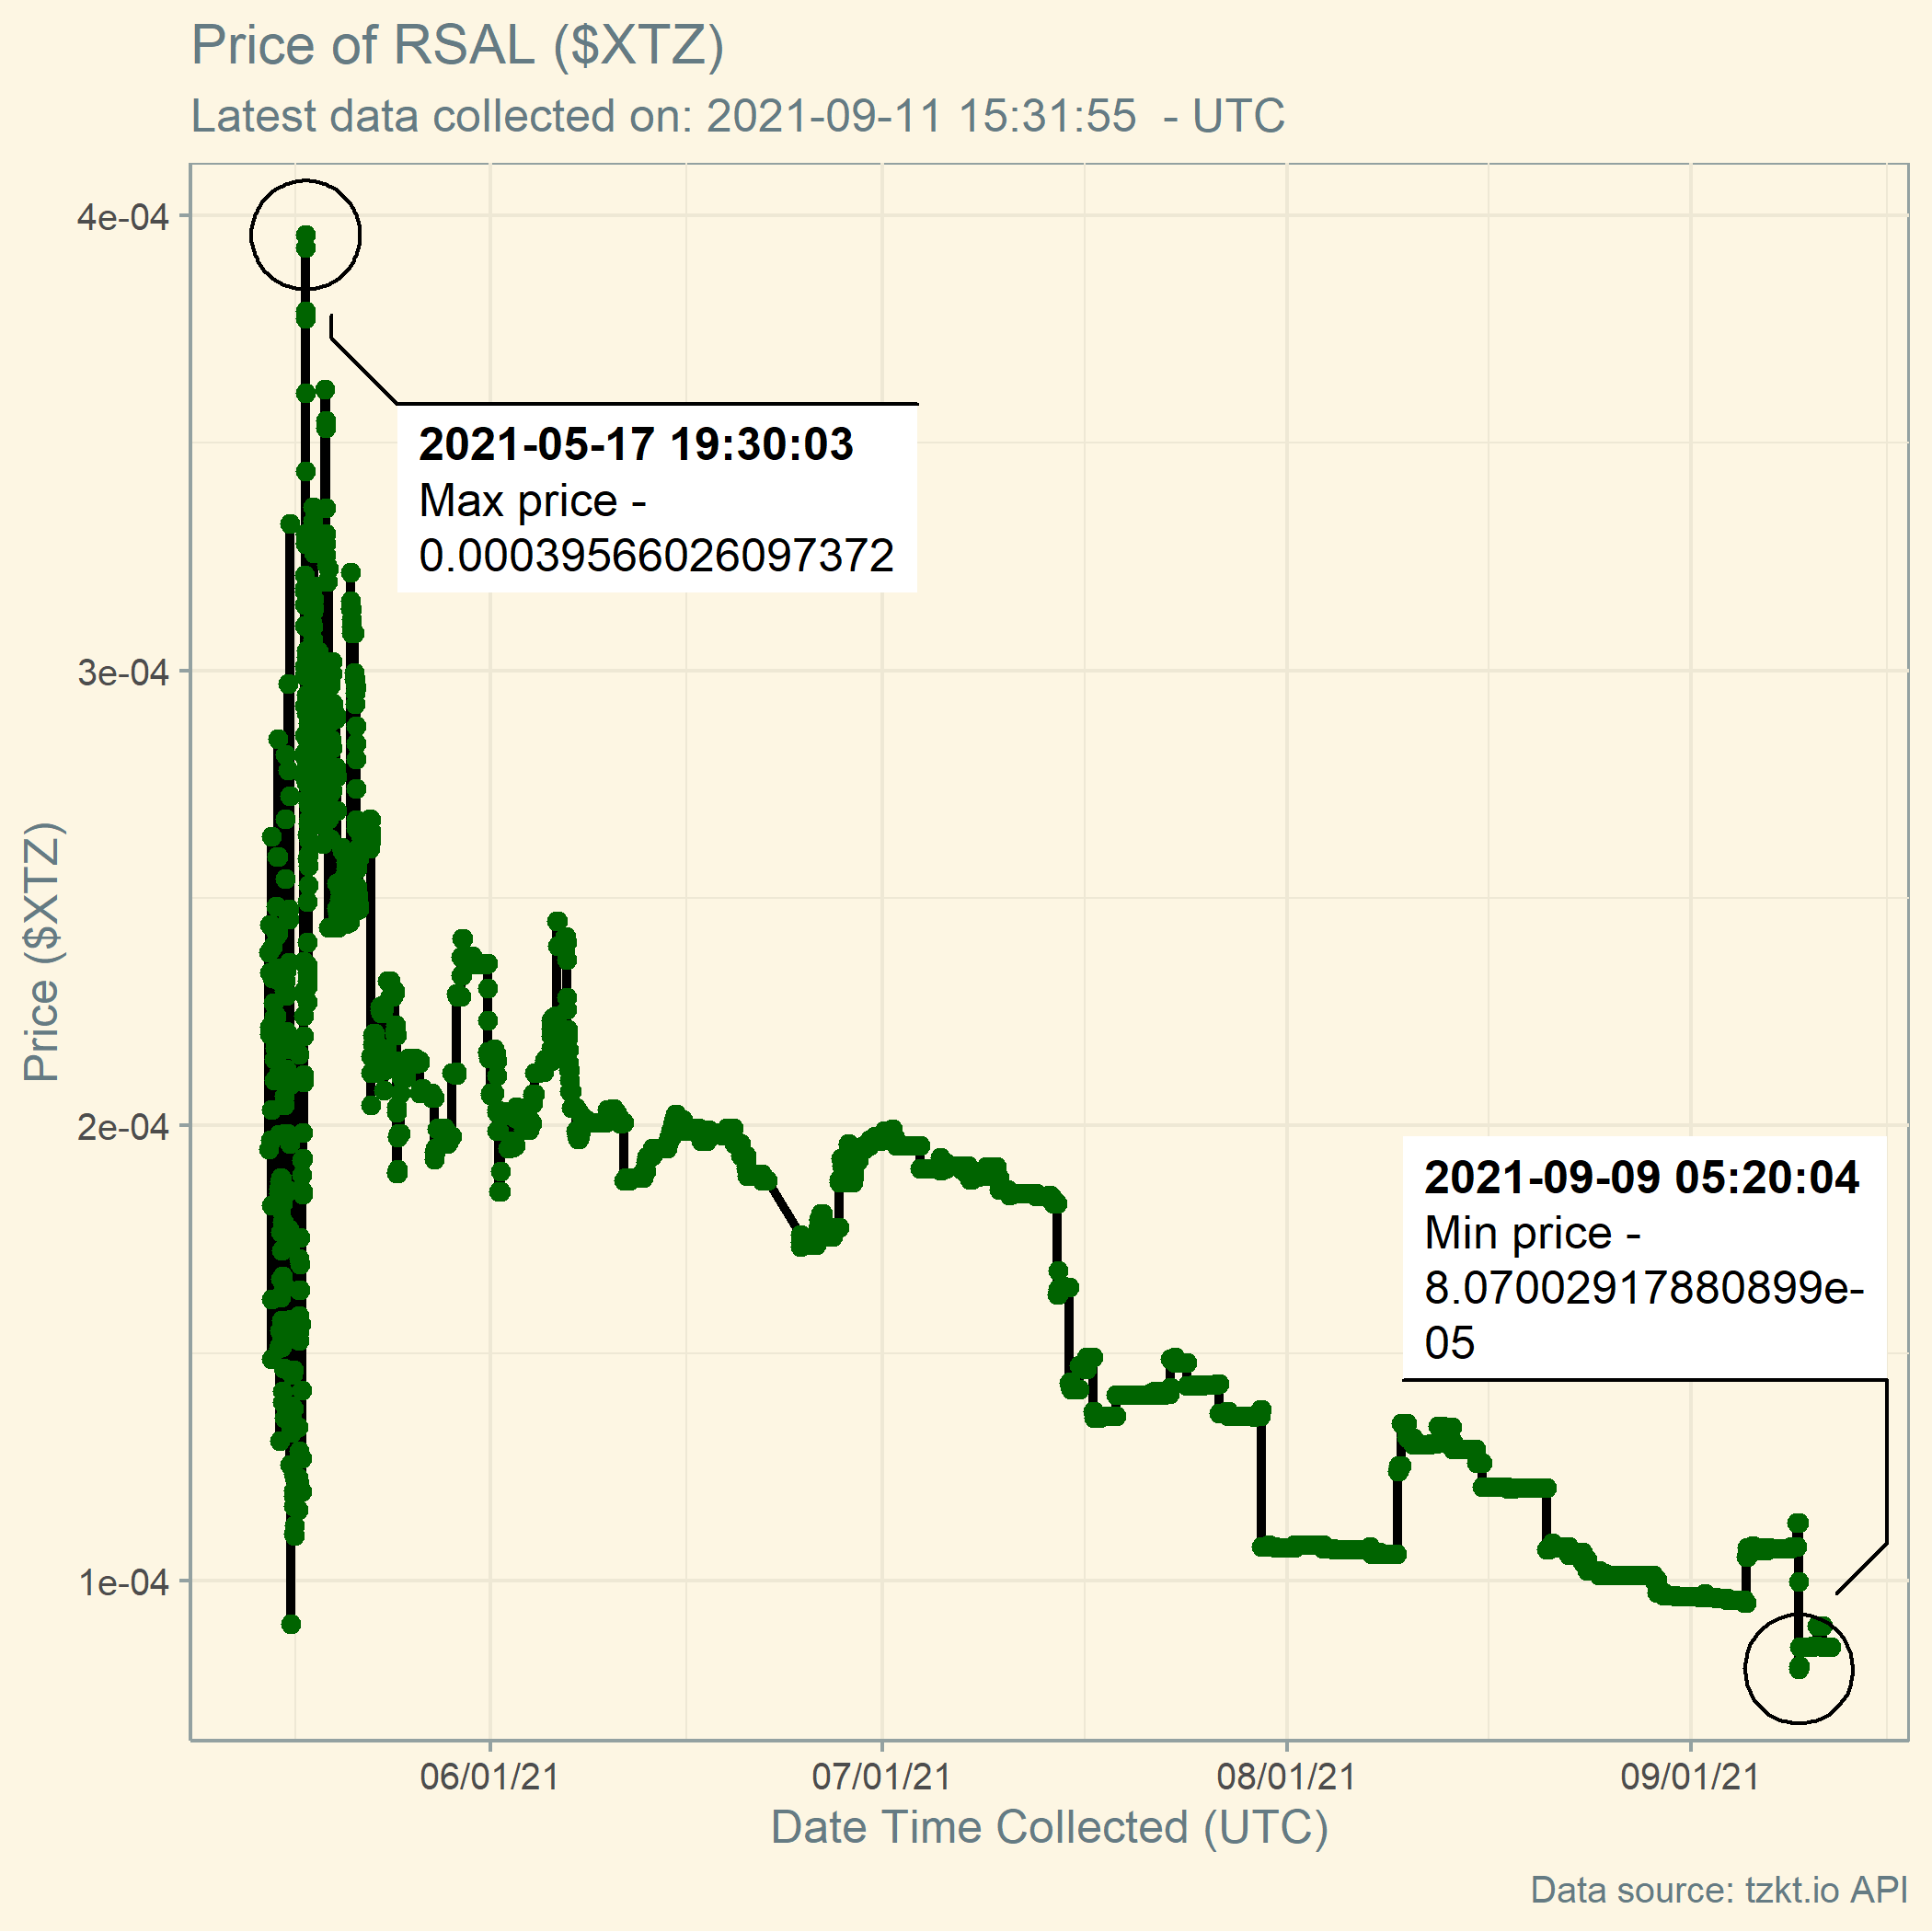 Price of RSAL ($XTZ)
Latest data collected on: 2021-09-11 15:31:55  - UTC
4e-04
3e-04
2e-04
1e-04
Price ($XTZ)
2021-05-17 19:30:03
Max price -
0.00039566026097372
2021-09-09 05:20:04
Min price -
8.07002917880899e-
05
06/01/21
07/01/21
08/01/21
09/01/21
Date Time Collected (UTC)
Data source: tzkt.io API